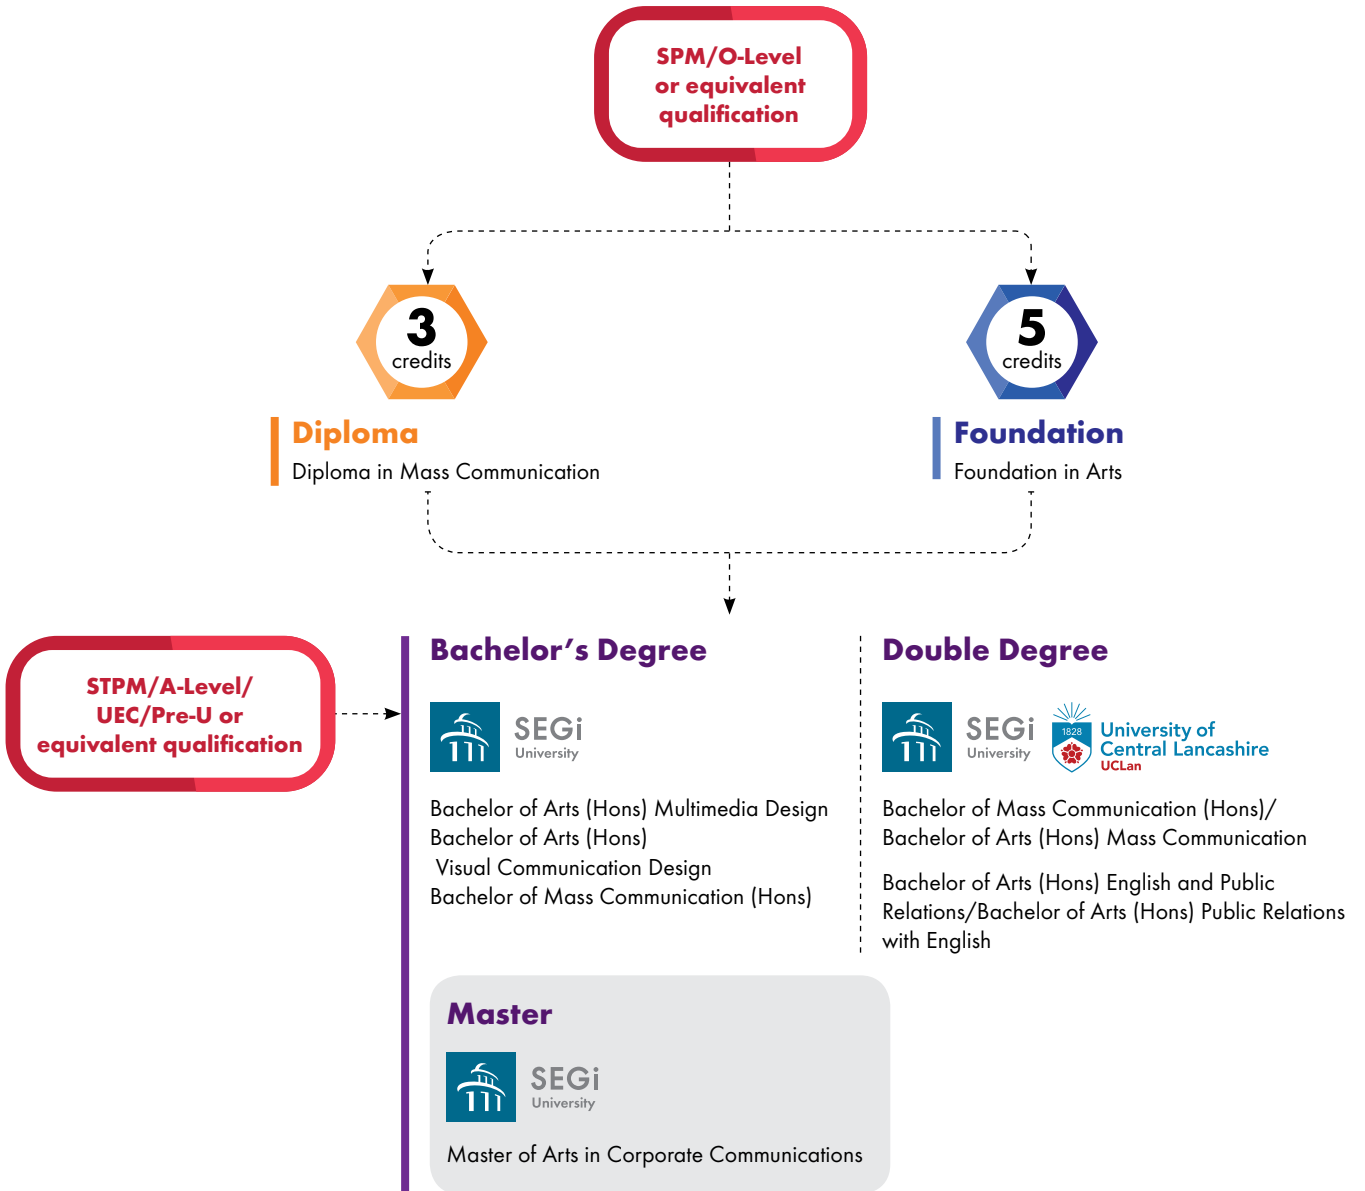 SPM/O-Level
or equivalent
qualification
3
credits
5
credits
Diploma
Diploma in Mass Communication
Foundation
Foundation in Arts
STPM/A-Level/
UEC/Pre-U or
equivalent qualification
Bachelor's Degree
SEGi
University
Bachelor of Arts (Hons) Multimedia Design
Bachelor of Arts (Hons)
Visual Communication Design
Bachelor of Mass Communication (Hons)
Double Degree
SEGi
University
1828
University of
Central Lancashire
UCLan
Bachelor of Mass Communication (Hons)/
Bachelor of Arts (Hons) Mass Communication
Bachelor of Arts (Hons) English and Public
Relations/Bachelor of Arts (Hons) Public Relations
with English
Master
SEGi
University
Master of Arts in Corporate Communications